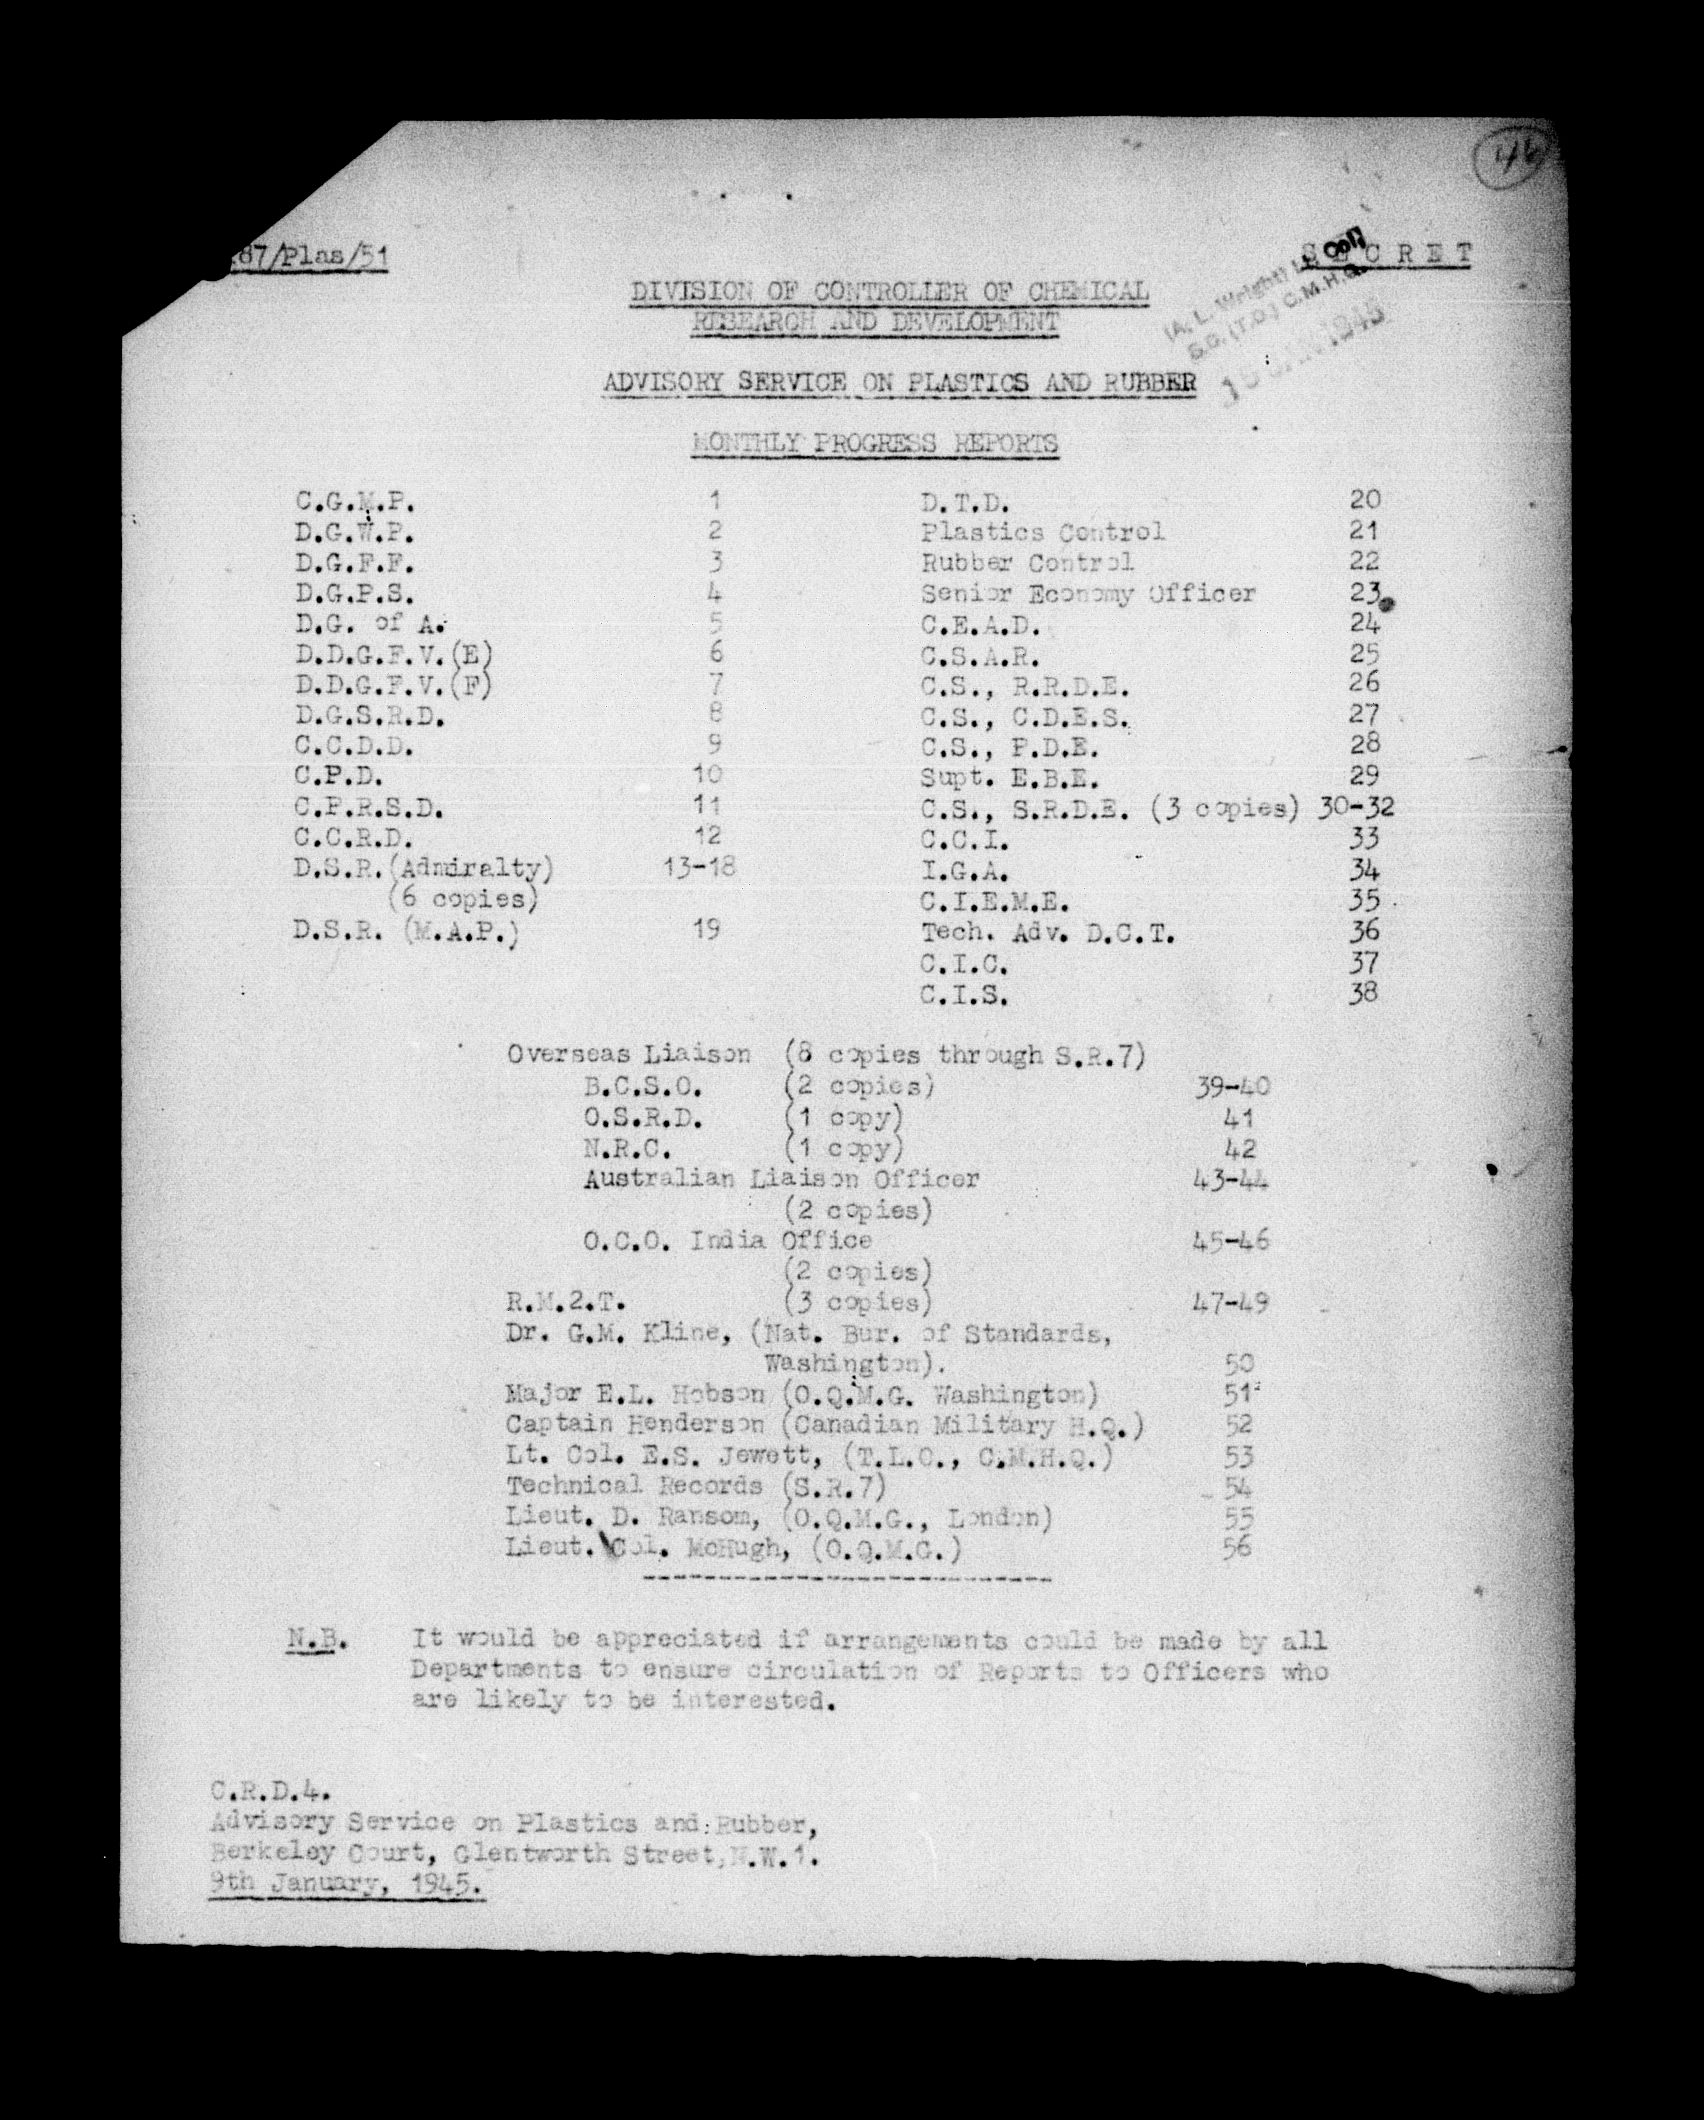 46
87/Plas/51
S E C R E T
(A. L. Wright) Lt. Col.
S.O. (T.D.) C.M.H.Q.
1945
DIVISION OF CONTROLLER OF CHEMICAL
RESEARCH AND DEVELOPMENT
ADVISORY SERVICE ON PLASTICS AND RUBBER
MONTHLY PROGRESS REPORTS
C.G.M.P. 1
D.G.W.P. 2
D.G.F.F. 3
D.G.P.S. 4
D.G. of A. 5
D.D.G.F.V.(E) 6
D.D.G.F.V.(F) 7
D.G.S.R.D. 8
C.C.D.D. 9
C.P.D. 10
C.P.R.S.D. 11
C.C.R.D. 12
D.S.R.(Admiralty) 13-18
(6 copies)
D.S.R. (M.A.P.) 19
D.T.D. 20
Plastics Control 21
Rubber Control 22
Senior Economy Officer 23
C.E.A.D. 24
C.S.A.R. 25
C.S., R.R.D.E. 26
C.S., C.D.E.S. 27
C.S., P.D.E. 28
Supt. E.B.E. 29
C.S., S.R.D.E. (3 copies) 30-32
C.C.I. 33
I.G.A. 34
C.I.E.M.E. 35
Tech. Adv. D.C.T. 36
C.I.C. 37
C.I.S. 38
Overseas Liaison (8 copies through S.R.7)
B.C.S.O. (2 copies) 39-40
O.S.R.D. (1 copy) 41
N.R.C. (1 copy) 42
Australian Liaison Officer 43-44
(2 copies)
O.C.O. India Office 45-46
(2 copies)
R.M.2.T. (3 copies) 47-49
Dr. G.M. Kline, (Nat. Bur. of Standards,
Washington). 50
Major E.L. Hobson (O.Q.M.G. Washington) 51
Captain Henderson (Canadian Military H.Q.) 52
Lt. Col. E.S. Jewett, (T.L.O., C.M.H.Q.) 53
Technical Records (S.R.7) 54
Lieut. D. Ransom, (O.Q.M.G., London) 55
Lieut. Col. McHugh, (O.Q.M.G.) 56
---------------------------
N.B. It would be appreciated if arrangements could be made by all
Departments to ensure circulation of Reports to Officers who
are likely to be interested.
C.R.D.4.
Advisory Service on Plastics and Rubber,
Berkeley Court, Glentworth Street, N.W.1.
9th January, 1945.